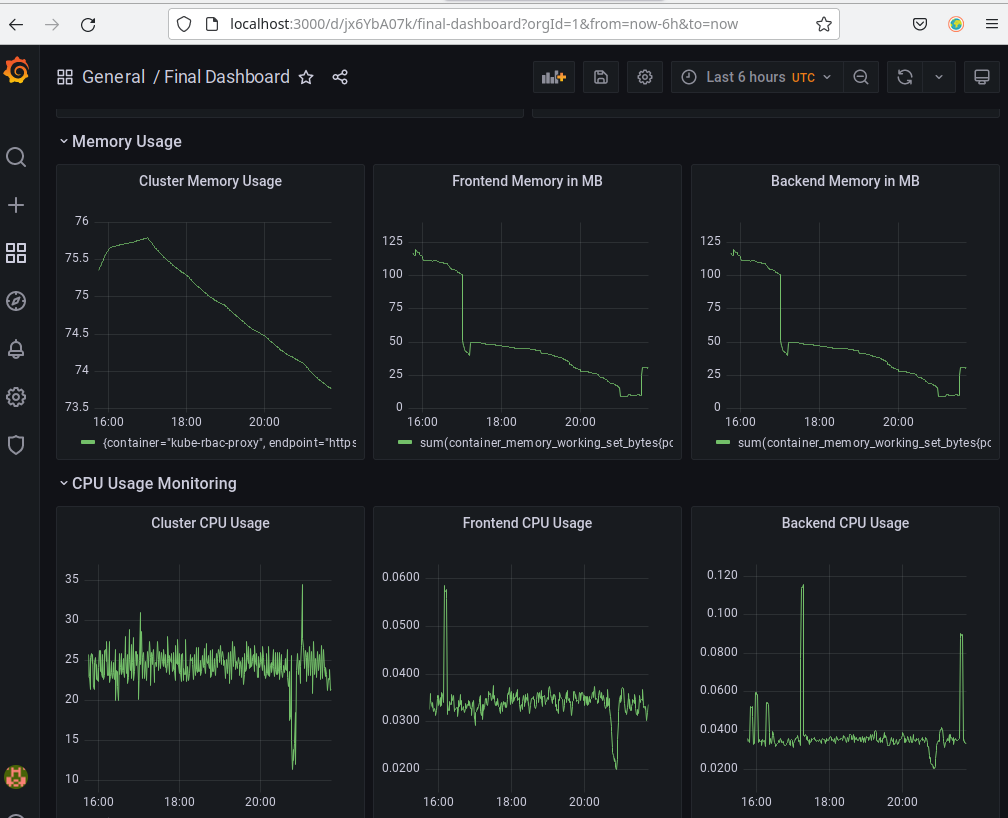 localhost:3000/d/jx6YbA07k/final-dashboard?orgId=1&from=now-6h&to=now
General / Final Dashboard
Last 6 hours UTC
Memory Usage
Cluster Memory Usage
76
75.5
75
74.5
74
73.5
16:00 18:00 20:00
{container="kube-rbac-proxy", endpoint="https
Frontend Memory in MB
125
100
75
50
25
0
16:00 18:00 20:00
sum(container_memory_working_set_bytes{pc
Backend Memory in MB
125
100
75
50
25
0
16:00 18:00 20:00
sum(container_memory_working_set_bytes{pc
CPU Usage Monitoring
Cluster CPU Usage
35
30
25
20
15
10
16:00 18:00 20:00
Frontend CPU Usage
0.0600
0.0500
0.0400
0.0300
0.0200
16:00 18:00 20:00
Backend CPU Usage
0.120
0.100
0.0800
0.0600
0.0400
0.0200
16:00 18:00 20:00